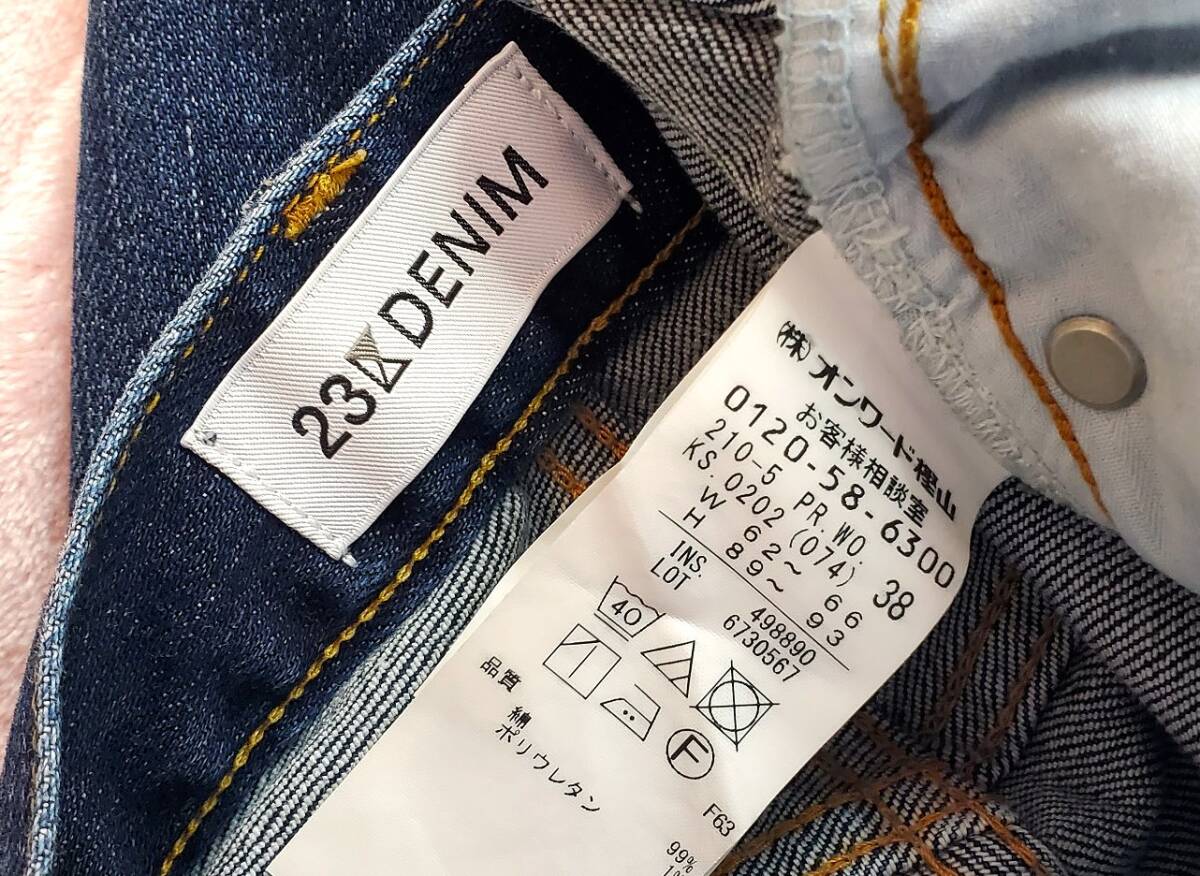 23区 DENIM
(株)オンワード樫山
お客様相談室
0120-58-6300
210-5 PR.WO.
KS.0202(074) 38
W 62～ 66
H 89～ 93
INS. 498890
LOT 6730567
40
F
F63
品質
綿 99%
ポリウレタン 1%